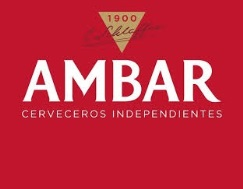 1900
AMBAR
CERVECEROS INDEPENDIENTES